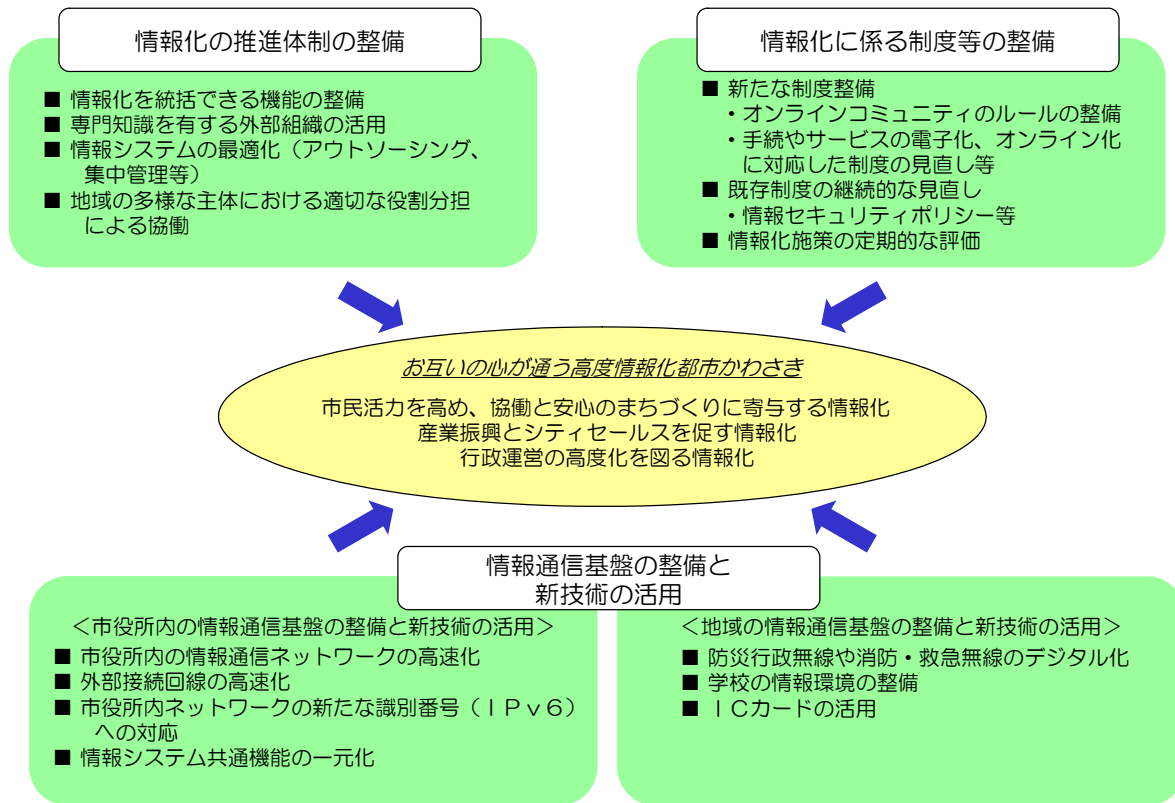 情報化の推進体制の整備
■ 情報化を統括できる機能の整備
■ 専門知識を有する外部組織の活用
■ 情報システムの最適化（アウトソーシング、
集中管理等）
■ 地域の多様な主体における適切な役割分担
による協働
情報化に係る制度等の整備
■ 新たな制度整備
・オンラインコミュニティのルールの整備
・手続やサービスの電子化、オンライン化
に対応した制度の見直し等
■ 既存制度の継続的な見直し
・情報セキュリティポリシー等
■ 情報化施策の定期的な評価
お互いの心が通う高度情報化都市かわさき
市民活力を高め、協働と安心のまちづくりに寄与する情報化
産業振興とシティセールスを促す情報化
行政運営の高度化を図る情報化
情報通信基盤の整備と
新技術の活用
＜市役所内の情報通信基盤の整備と新技術の活用＞
■ 市役所内の情報通信ネットワークの高速化
■ 外部接続回線の高速化
■ 市役所内ネットワークの新たな識別番号（ＩＰｖ６）
への対応
■ 情報システム共通機能の一元化
＜地域の情報通信基盤の整備と新技術の活用＞
■ 防災行政無線や消防・救急無線のデジタル化
■ 学校の情報環境の整備
■ ＩＣカードの活用